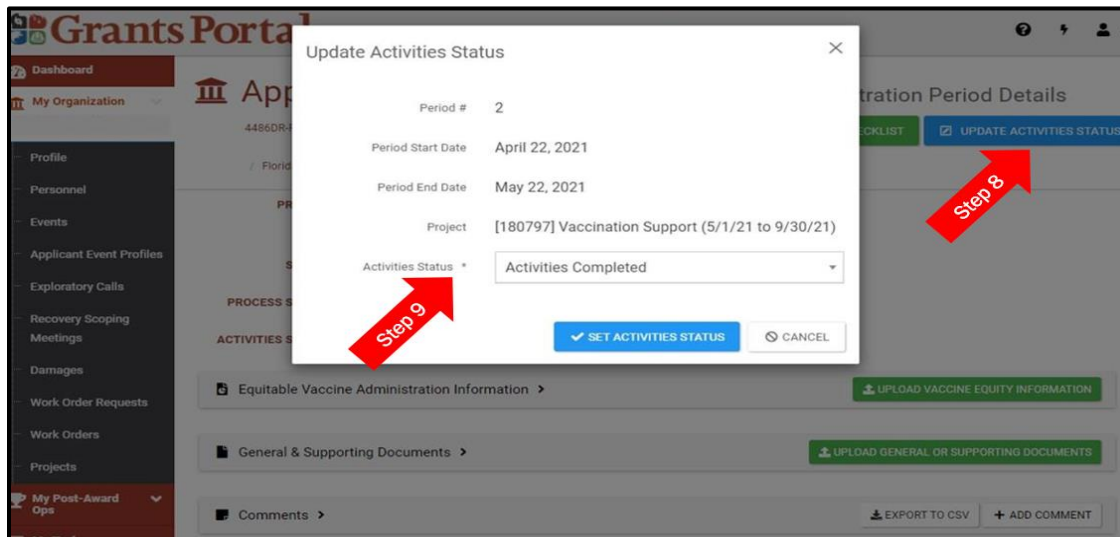 Grants Porta
Dashboard
My Organization
Profile
Personnel
Events
Applicant Event Profiles
Exploratory Calls
Recovery Scoping
Meetings
Damages
Work Order Requests
Work Orders
Projects
My Post-Award
Ops
App
tration Period Details
4486DR-
/ Florid
ECKLIST
UPDATE ACTIVITIES STATUS
Step 8
PR
S
PROCESS S
ACTIVITIES S
Update Activities Status
Period # 2
Period Start Date April 22, 2021
Period End Date May 22, 2021
Project [180797] Vaccination Support (5/1/21 to 9/30/21)
Activities Status * Activities Completed
Step 9
SET ACTIVITIES STATUS
CANCEL
Equitable Vaccine Administration Information >
UPLOAD VACCINE EQUITY INFORMATION
General & Supporting Documents >
UPLOAD GENERAL OR SUPPORTING DOCUMENTS
Comments >
EXPORT TO CSV
+ ADD COMMENT